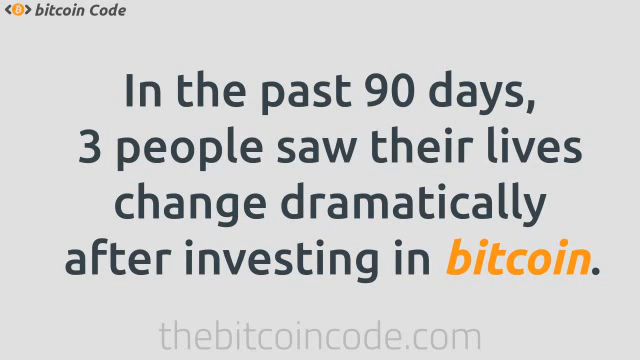 bitcoin Code
In the past 90 days,
3 people saw their lives
change dramatically
after investing in bitcoin.
thebitcoincode.com